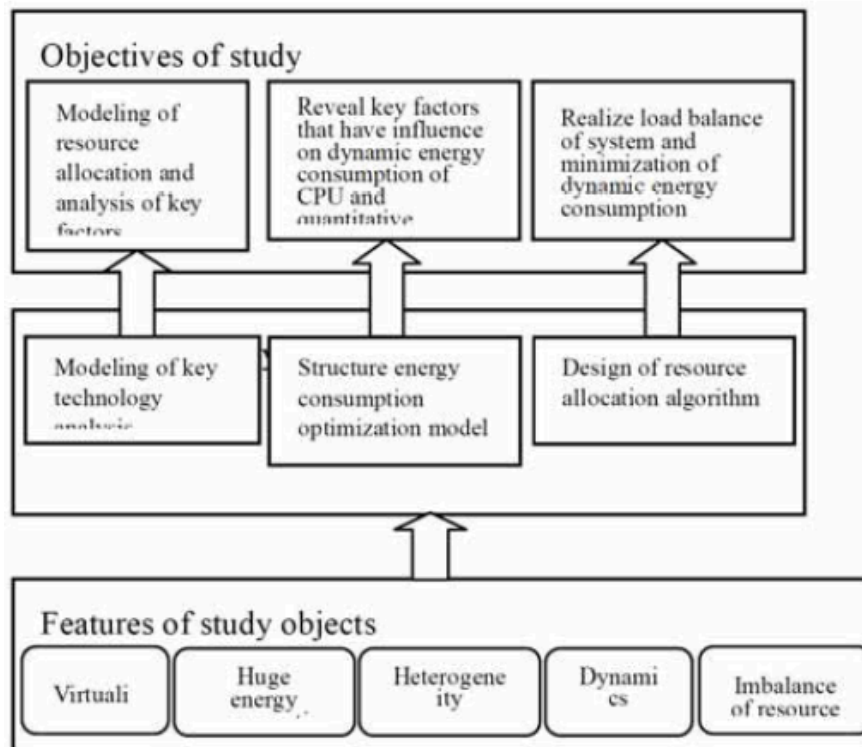 Objectives of study
Modeling of
resource
allocation and
analysis of key
factors
Reveal key factors
that have influence
on dynamic energy
consumption of
CPU and
quantitative
Realize load balance
of system and
minimization of
dynamic energy
consumption
Modeling of key
technology
analysis
Structure energy
consumption
optimization model
Design of resource
allocation algorithm
Features of study objects
Virtuali
Huge
energy
Heterogene
ity
Dynami
cs
Imbalance
of resource